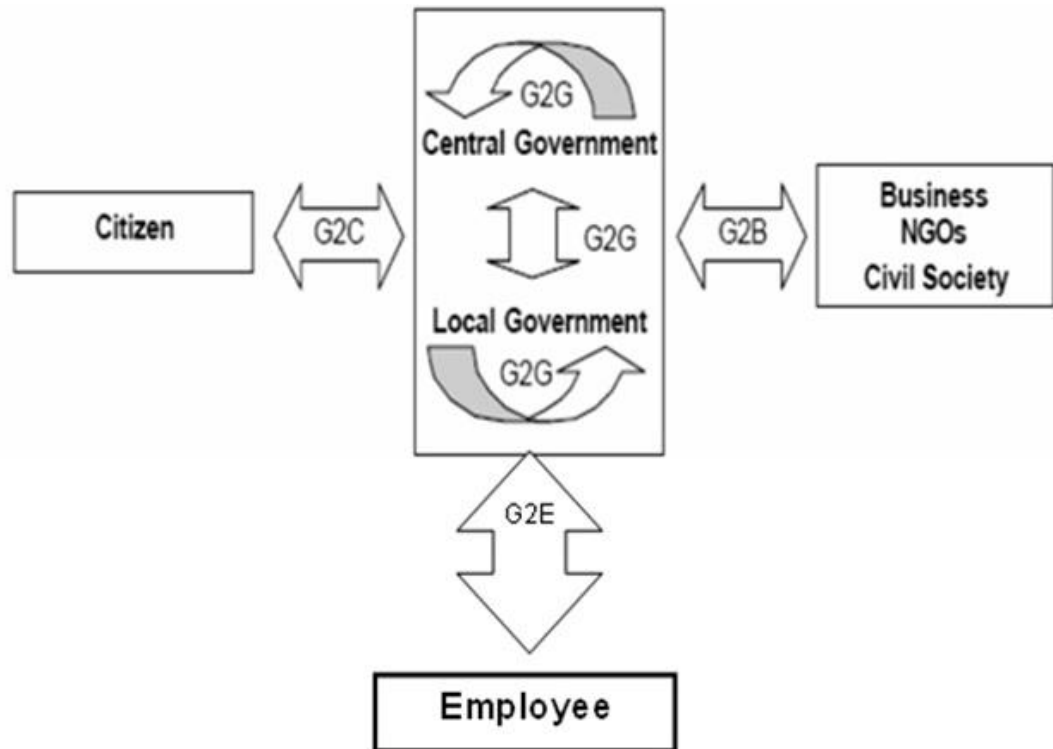 G2G
Central Government
Citizen
G2C
G2G
G2B
Business
NGOs
Civil Society
Local Government
G2G
G2E
Employee